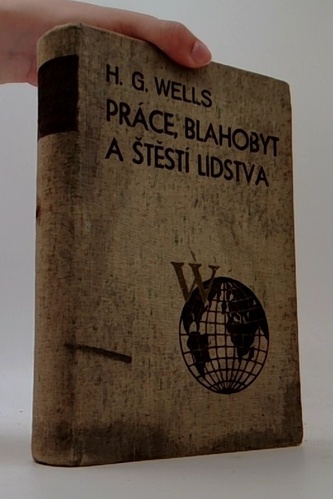 H. G. WELLS
PRÁCE, BLAHOBYT
A ŠTĚSTÍ LIDSTVA
W